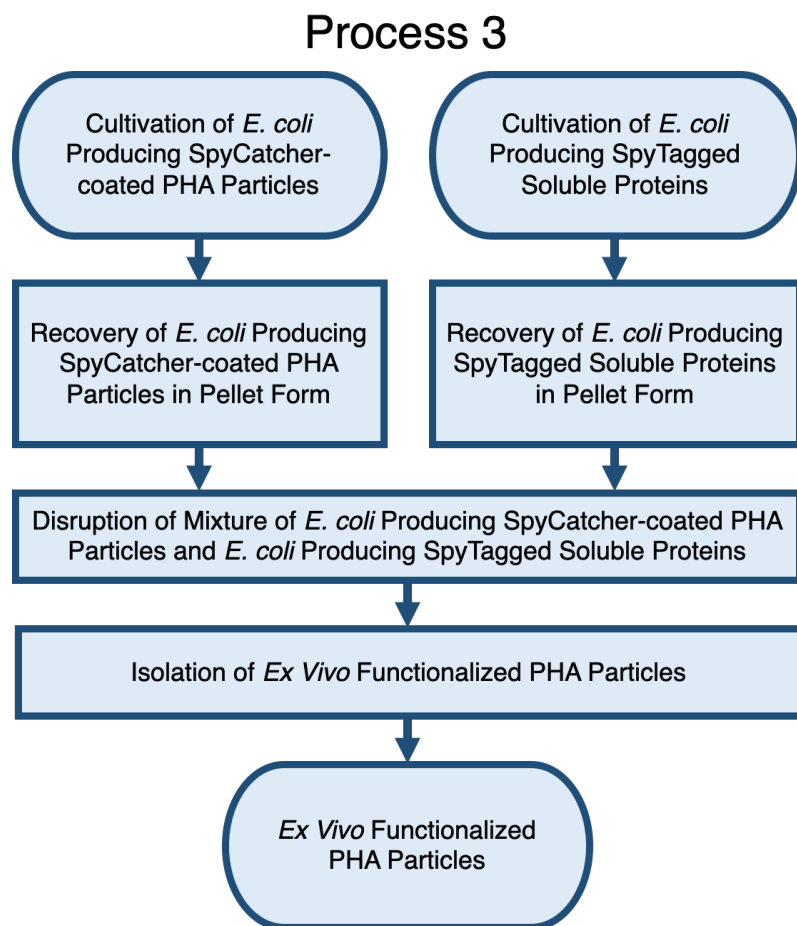 Process 3
Cultivation of E. coli
Producing SpyCatcher-
coated PHA Particles
Cultivation of E. coli
Producing SpyTagged
Soluble Proteins
Recovery of E. coli Producing
SpyCatcher-coated PHA
Particles in Pellet Form
Recovery of E. coli Producing
SpyTagged Soluble Proteins
in Pellet Form
Disruption of Mixture of E. coli Producing SpyCatcher-coated PHA
Particles and E. coli Producing SpyTagged Soluble Proteins
Isolation of Ex Vivo Functionalized PHA Particles
Ex Vivo Functionalized
PHA Particles